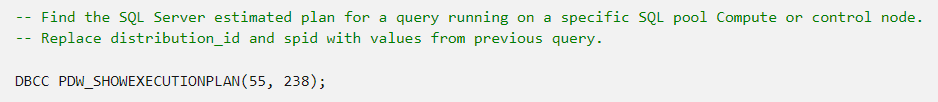 -- Find the SQL Server estimated plan for a query running on a specific SQL pool Compute or control node.
-- Replace distribution_id and spid with values from previous query.
DBCC PDW_SHOWEXECUTIONPLAN(55, 238);